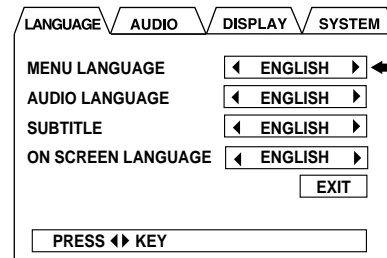 LANGUAGE AUDIO DISPLAY SYSTEM
MENU LANGUAGE ENGLISH
AUDIO LANGUAGE ENGLISH
SUBTITLE ENGLISH
ON SCREEN LANGUAGE ENGLISH
EXIT
PRESS KEY